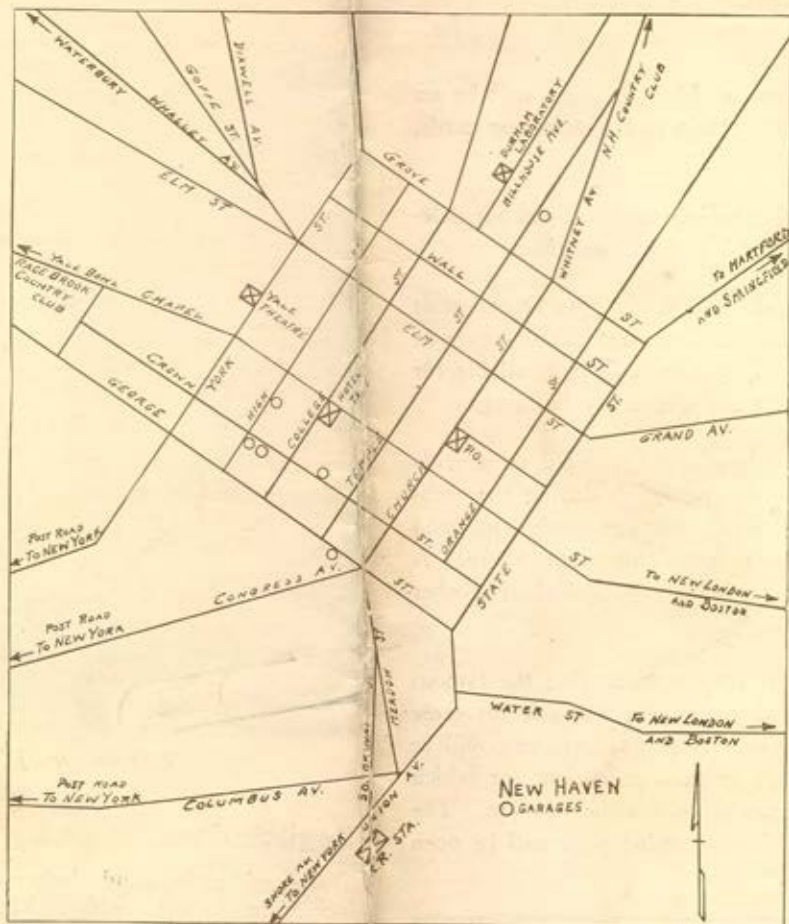 WATERBURY
WHALLEY AV.
GOFFE ST.
DIXWELL AV.
ELM ST
GROVE ST.
DURHAM
LABORATORY
HILLHOUSE AVE.
N.H. COUNTRY
CLUB
WHITNEY AV
TO HARTFORD
AND SPRINGFIELD
YALE BOWL
RACE BROOK
COUNTRY
CLUB
CHAPEL
YALE
THEATRE
ST.
WALL
ST
ELM
ST
YORK
HIGH
COLLEGE
HOTEL
TAFT
TEMPLE
CHURCH
ORANGE
ST.
ST
P.O.
CROWN
ST.
GEORGE
ST.
STATE
ST.
GRAND AV.
POST ROAD
TO NEW YORK
CONGRESS AV.
POST ROAD
TO NEW YORK
ST
TO NEW LONDON
AND BOSTON
WATER ST
TO NEW LONDON
AND BOSTON
MEADOW
ST
UNION AV.
POST ROAD
TO NEW YORK
COLUMBUS AV.
R.R. STA.
TO NEW YORK
NEW HAVEN
GARAGES